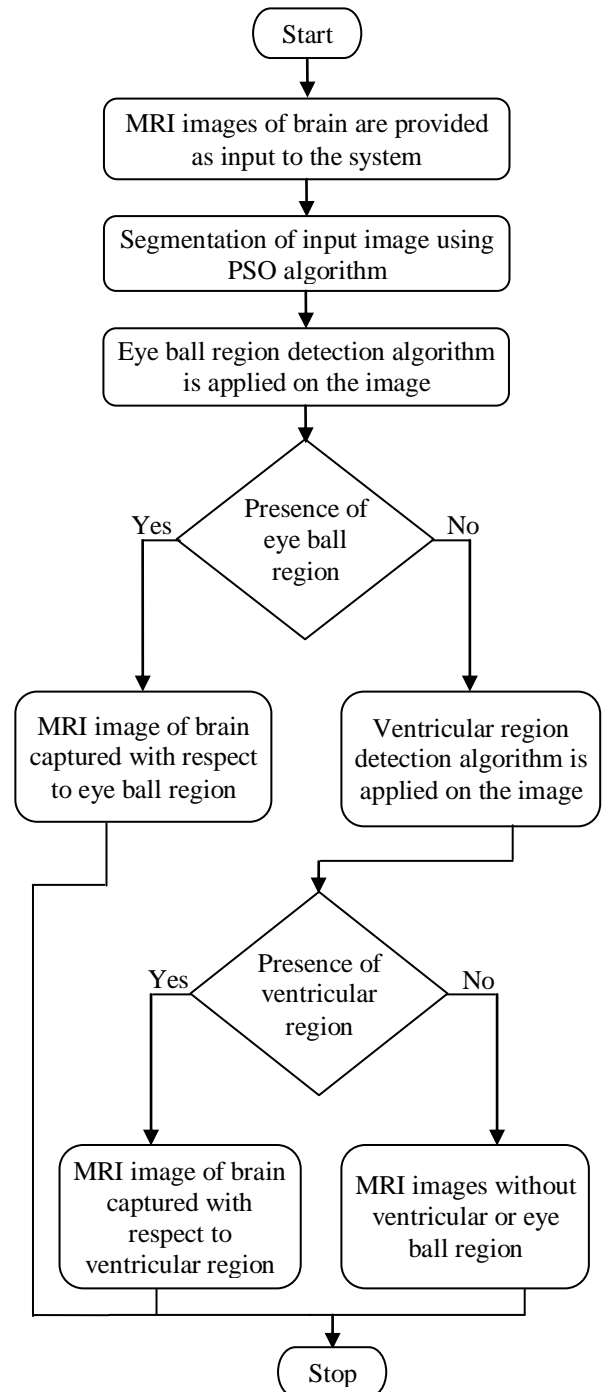 Start
MRI images of brain are provided
as input to the system
Segmentation of input image using
PSO algorithm
Eye ball region detection algorithm
is applied on the image
Presence of
eye ball
region
Yes
No
MRI image of brain
captured with respect
to eye ball region
Ventricular region
detection algorithm is
applied on the image
Presence of
ventricular
region
Yes
No
MRI image of brain
captured with
respect to
ventricular region
MRI images without
ventricular or eye
ball region
Stop